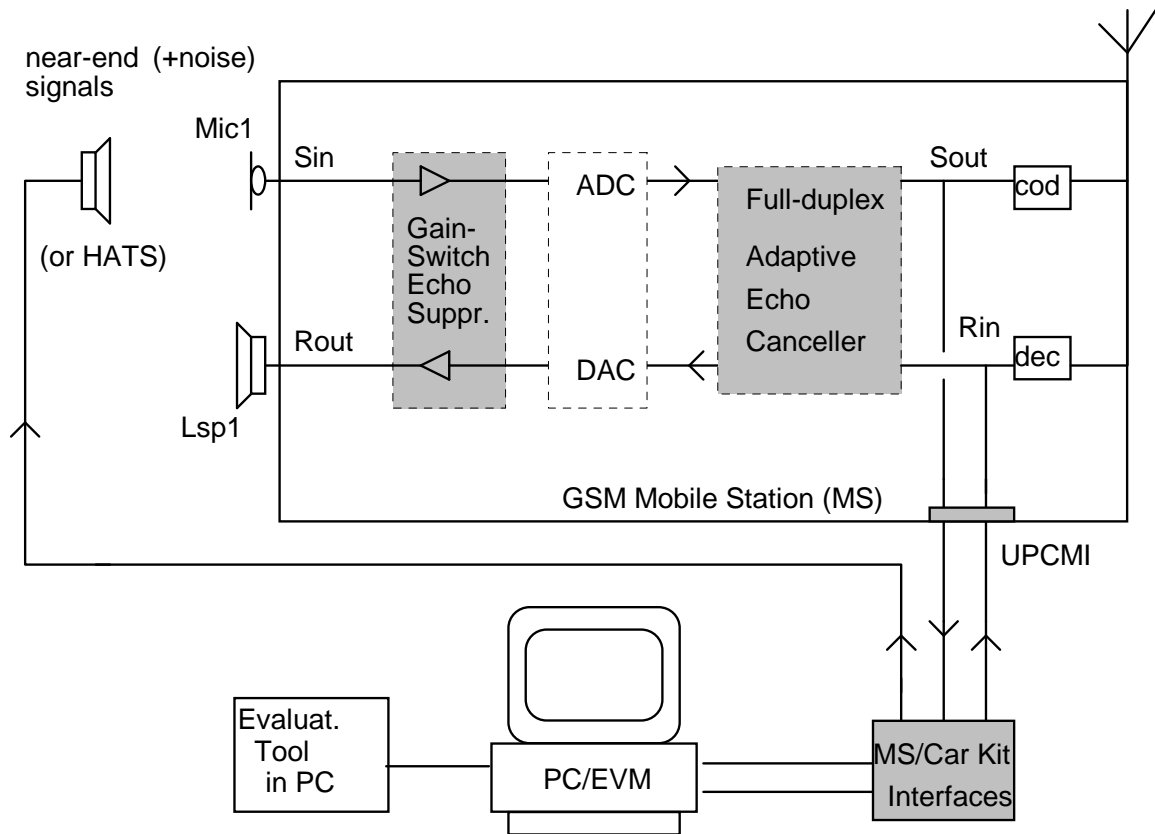 near-end (+noise)
signals
Mic1
Sin
Sout
ADC
cod
Full-duplex
Adaptive
Echo
Canceller
Gain-
Switch
Echo
Suppr.
(or HATS)
Rin
Rout
DAC
dec
Lsp1
GSM Mobile Station (MS)
UPCMI
Evaluat.
Tool
in PC
PC/EVM
MS/Car Kit
Interfaces